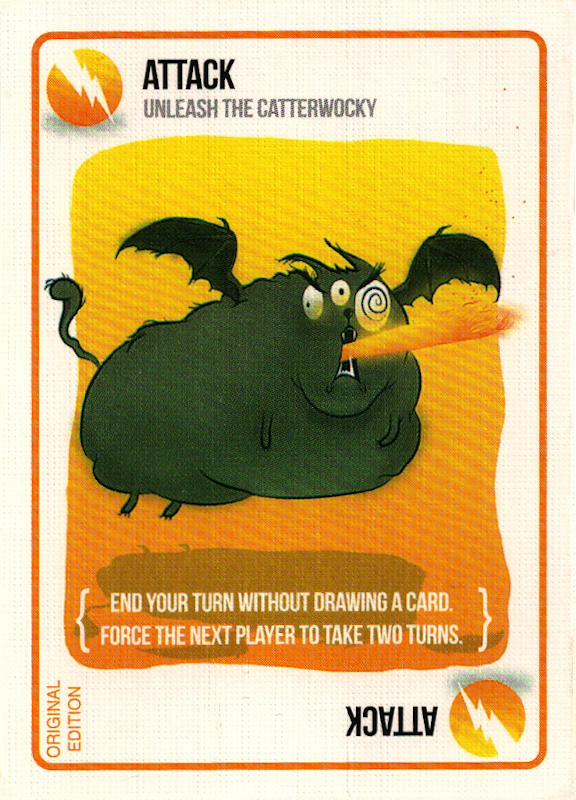 ATTACK
UNLEASH THE CATTERWOCKY
{ END YOUR TURN WITHOUT DRAWING A CARD.
FORCE THE NEXT PLAYER TO TAKE TWO TURNS. }
ORIGINAL
EDITION
ATTACK